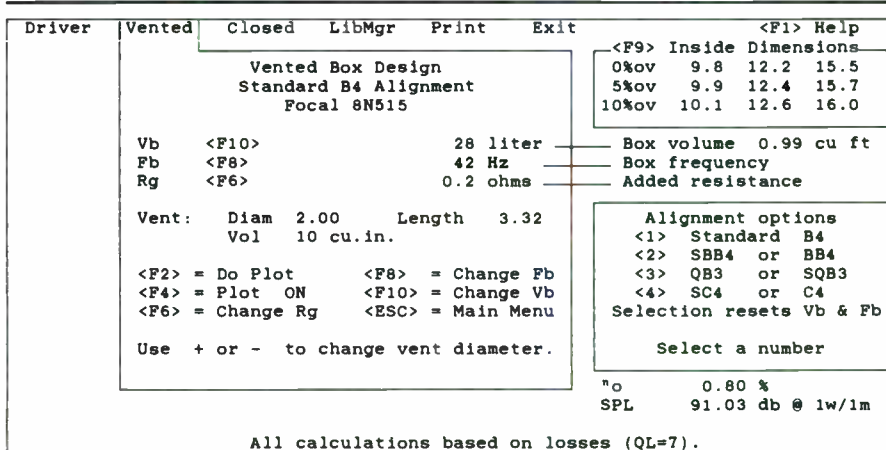 Driver Vented Closed LibMgr Print Exit <F1> Help
<F9> Inside Dimensions
0%ov 9.8 12.2 15.5
5%ov 9.9 12.4 15.7
10%ov 10.1 12.6 16.0
Vented Box Design
Standard B4 Alignment
Focal 8N515
Vb <F10> 28 liter Box volume 0.99 cu ft
Fb <F8> 42 Hz Box frequency
Rg <F6> 0.2 ohms Added resistance
Vent: Diam 2.00 Length 3.32
Vol 10 cu.in.
<F2> = Do Plot <F8> = Change Fb
<F4> = Plot ON <F10> = Change Vb
<F6> = Change Rg <ESC> = Main Menu
Use + or - to change vent diameter.
Alignment options
<1> Standard B4
<2> SBB4 or BB4
<3> QB3 or SQB3
<4> SC4 or C4
Selection resets Vb & Fb
Select a number
no 0.80 %
SPL 91.03 db @ 1w/1m
All calculations based on losses (QL=7).